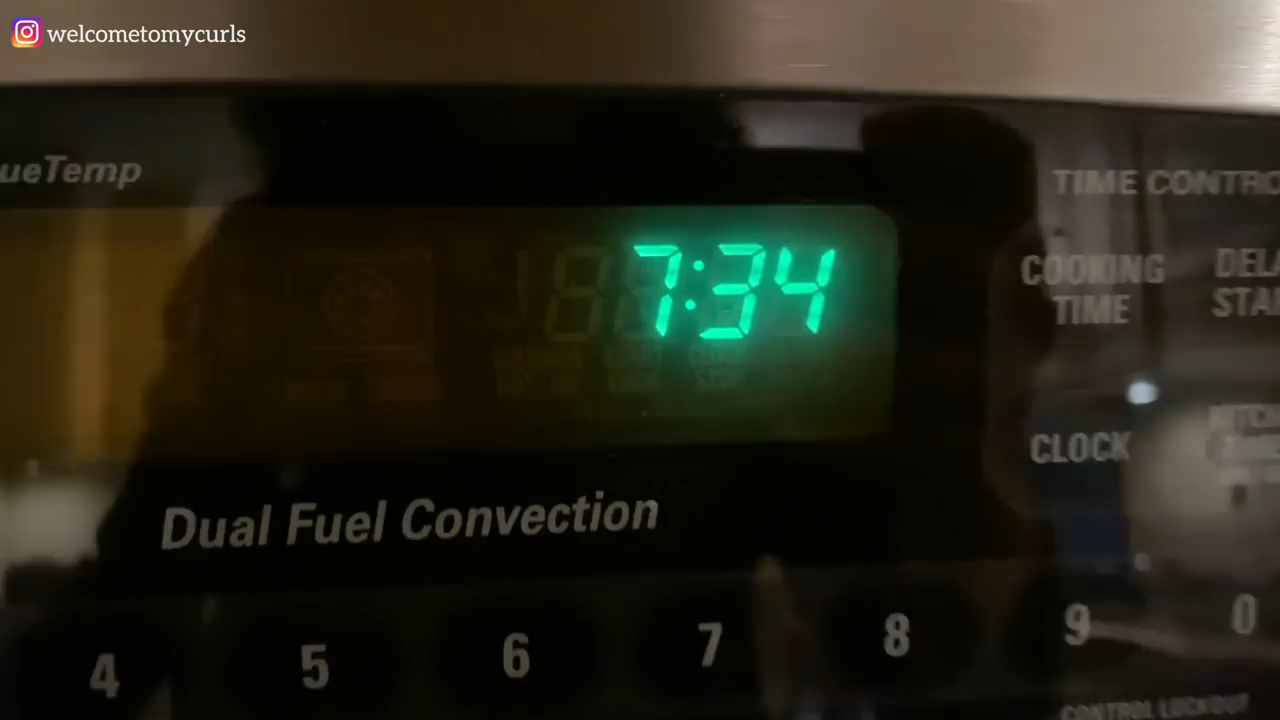 welcometomycurls
ueTemp
7:34
TIME CONTRO
COOKING
TIME
DELA
STAR
CLOCK
Dual Fuel Convection
4 5 6 7 8 9 0
CONTROL LOCKOUT